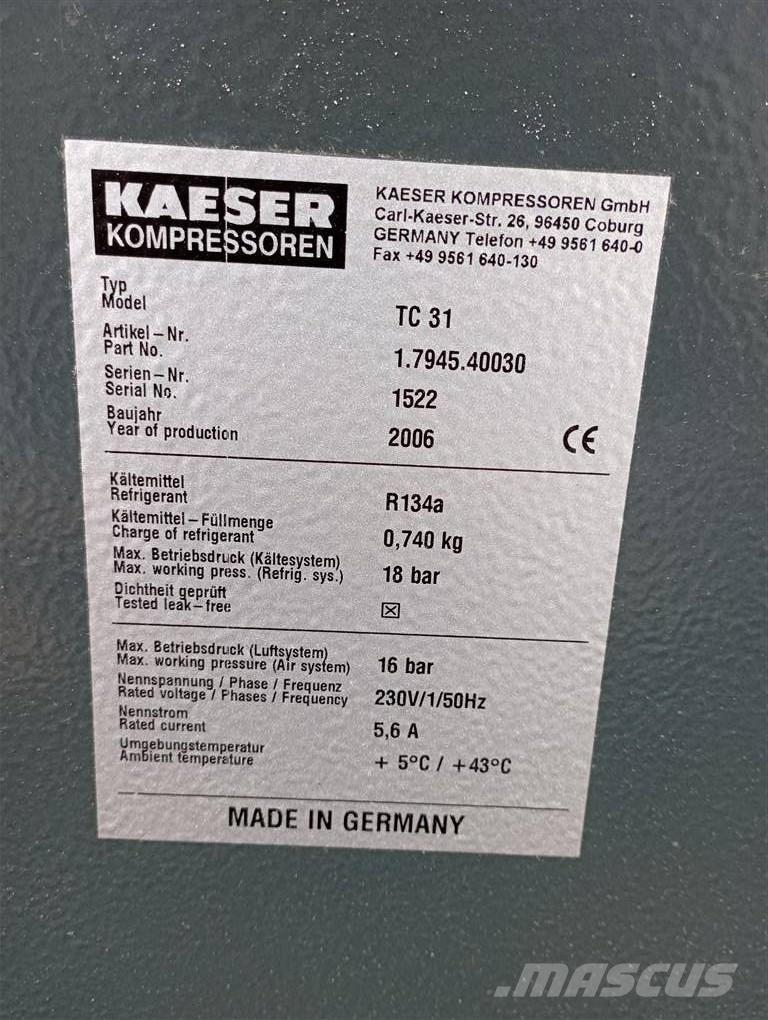 KAESER
KOMPRESSOREN
KAESER KOMPRESSOREN GmbH
Carl-Kaeser-Str. 26, 96450 Coburg
GERMANY Telefon +49 9561 640-0
Fax +49 9561 640-130
Typ
Model TC 31
Artikel – Nr.
Part No. 1.7945.40030
Serien – Nr.
Serial No. 1522
Baujahr
Year of production 2006 CE
Kältemittel
Refrigerant R134a
Kältemittel – Füllmenge
Charge of refrigerant 0,740 kg
Max. Betriebsdruck (Kältesystem)
Max. working press. (Refrig. sys.) 18 bar
Dichtheit geprüft
Tested leak – free ☒
Max. Betriebsdruck (Luftsystem)
Max. working pressure (Air system) 16 bar
Nennspannung / Phase / Frequenz
Rated voltage / Phases / Frequency 230V/1/50Hz
Nennstrom
Rated current 5,6 A
Umgebungstemperatur
Ambient temperature + 5°C / +43°C
MADE IN GERMANY
MASCUS